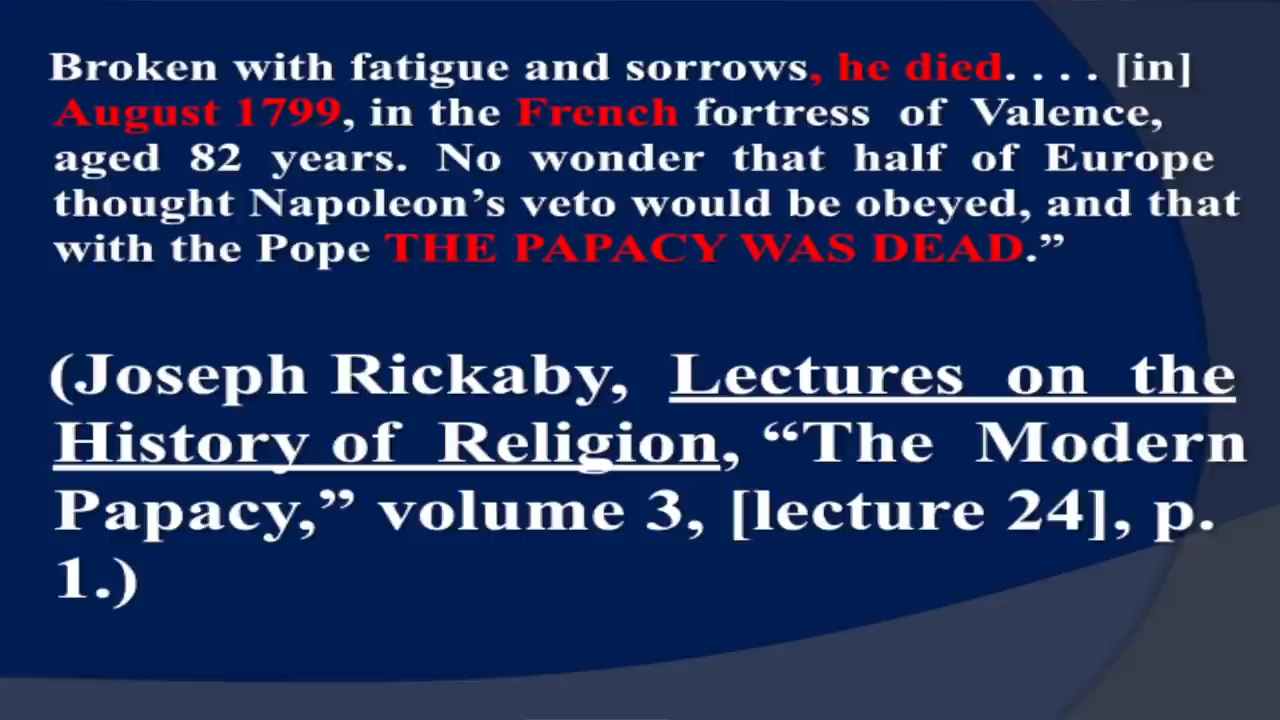 Broken with fatigue and sorrows, he died. . . . [in]
August 1799, in the French fortress of Valence,
aged 82 years. No wonder that half of Europe
thought Napoleon’s veto would be obeyed, and that
with the Pope THE PAPACY WAS DEAD.”
(Joseph Rickaby, Lectures on the
History of Religion, “The Modern
Papacy,” volume 3, [lecture 24], p.
1.)